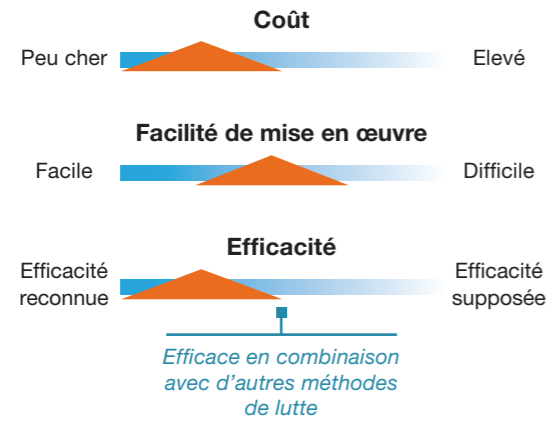 Coût
Peu cher
Elevé
Facilité de mise en œuvre
Facile
Difficile
Efficacité
Efficacité
reconnue
Efficacité
supposée
Efficace en combinaison
avec d'autres méthodes
de lutte